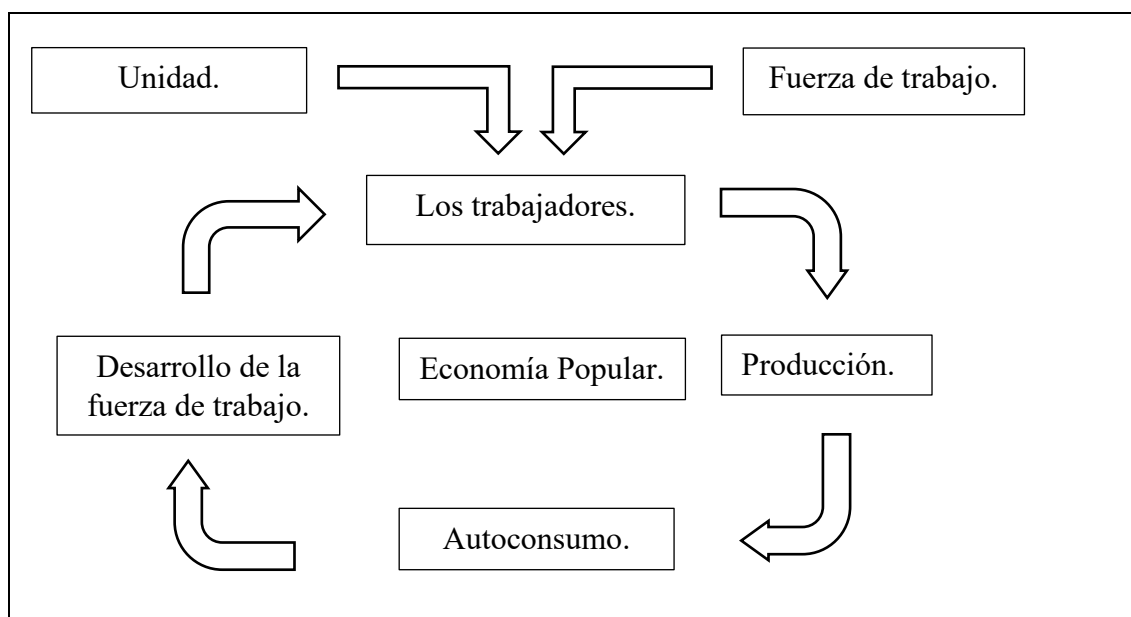 Unidad.
Fuerza de trabajo.
Los trabajadores.
Desarrollo de la
fuerza de trabajo.
Economía Popular.
Producción.
Autoconsumo.